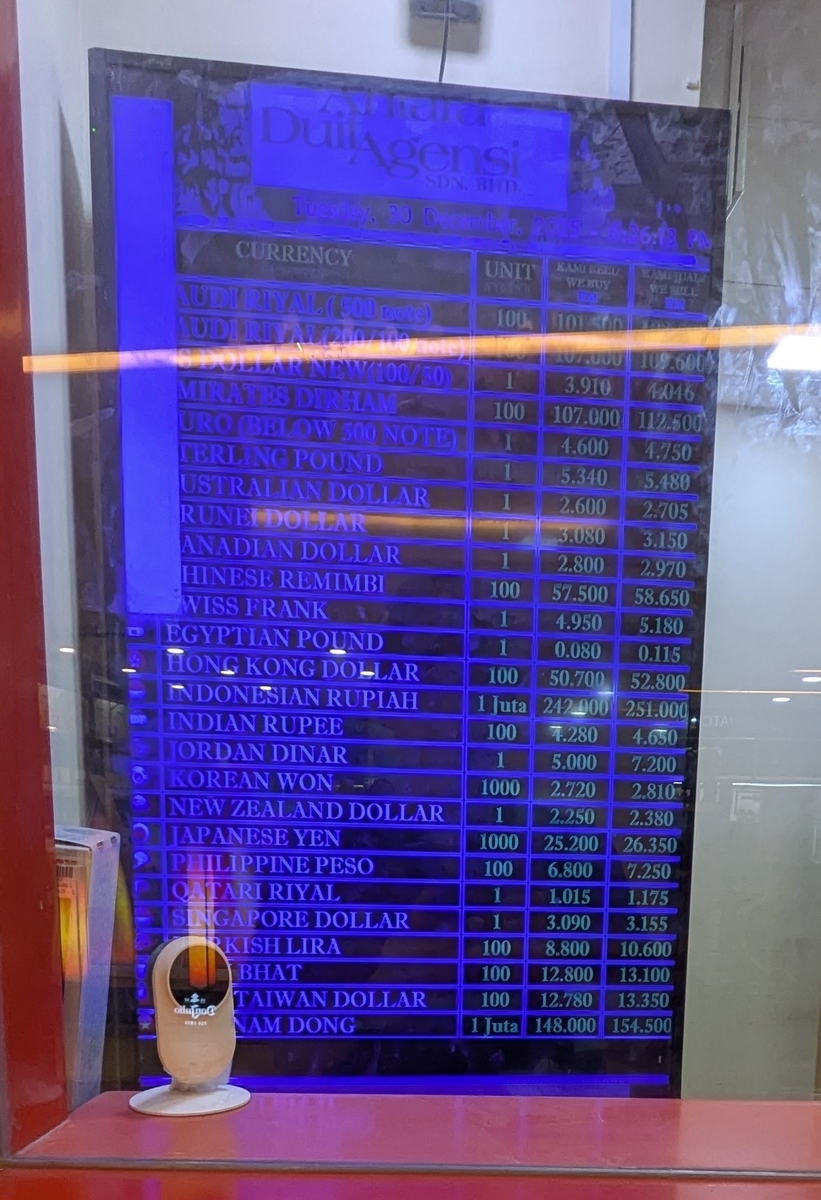 Antara
DuitAgensi
SDN. BHD.
Tuesday, 30 December, :36:13 PM
CURRENCY UNIT KAMI BELI/ WE BUY KAMI JUAL/ WE SELL
AUDI RIYAL ( 500 note) 100 101.500
AUDI RIYAL (200/100 note) 107.000 109.600
S DOLLAR NEW(100/50) 1 3.910 4.046
MIRATES DIRHAM 100 107.000 112.500
URO (BELOW 500 NOTE) 1 4.600 4.750
TERLING POUND 1 5.340 5.480
USTRALIAN DOLLAR 1 2.600 2.705
RUNEI DOLLAR 1 3.080 3.150
ANADIAN DOLLAR 1 2.800 2.970
HINESE REMIMBI 100 57.500 58.650
WISS FRANK 1 4.950 5.180
EGYPTIAN POUND 1 0.080 0.115
HONG KONG DOLLAR 100 50.700 52.800
INDONESIAN RUPIAH 1 Juta 242.000 251.000
INDIAN RUPEE 100 4.280 4.650
JORDAN DINAR 1 5.000 7.200
KOREAN WON 1000 2.720 2.810
NEW ZEALAND DOLLAR 1 2.250 2.380
JAPANESE YEN 1000 25.200 26.350
PHILIPPINE PESO 100 6.800 7.250
QATARI RIYAL 1 1.015 1.175
SINGAPORE DOLLAR 1 3.090 3.155
RKISH LIRA 100 8.800 10.600
BHAT 100 12.800 13.100
TAIWAN DOLLAR 100 12.780 13.350
NAM DONG 1 Juta 148.000 154.500